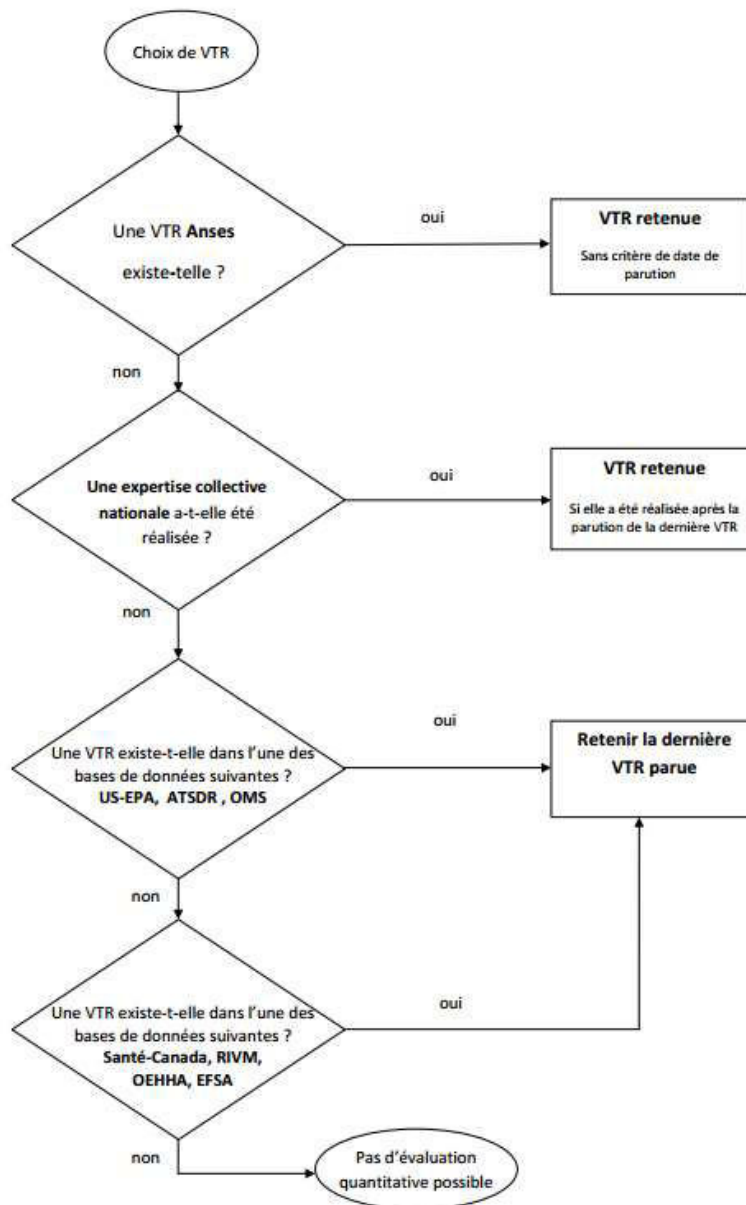 Choix de VTR
Une VTR Anses
existe-telle ?
oui
VTR retenue
Sans critère de date de
parution
non
Une expertise collective
nationale a-t-elle été
réalisée ?
oui
VTR retenue
Si elle a été réalisée après la
parution de la dernière VTR
non
Une VTR existe-t-elle dans l’une des
bases de données suivantes ?
US-EPA, ATSDR , OMS
oui
Retenir la dernière
VTR parue
non
Une VTR existe-t-elle dans l’une des
bases de données suivantes ?
Santé-Canada, RIVM,
OEHHA, EFSA
oui
non
Pas d’évaluation
quantitative possible